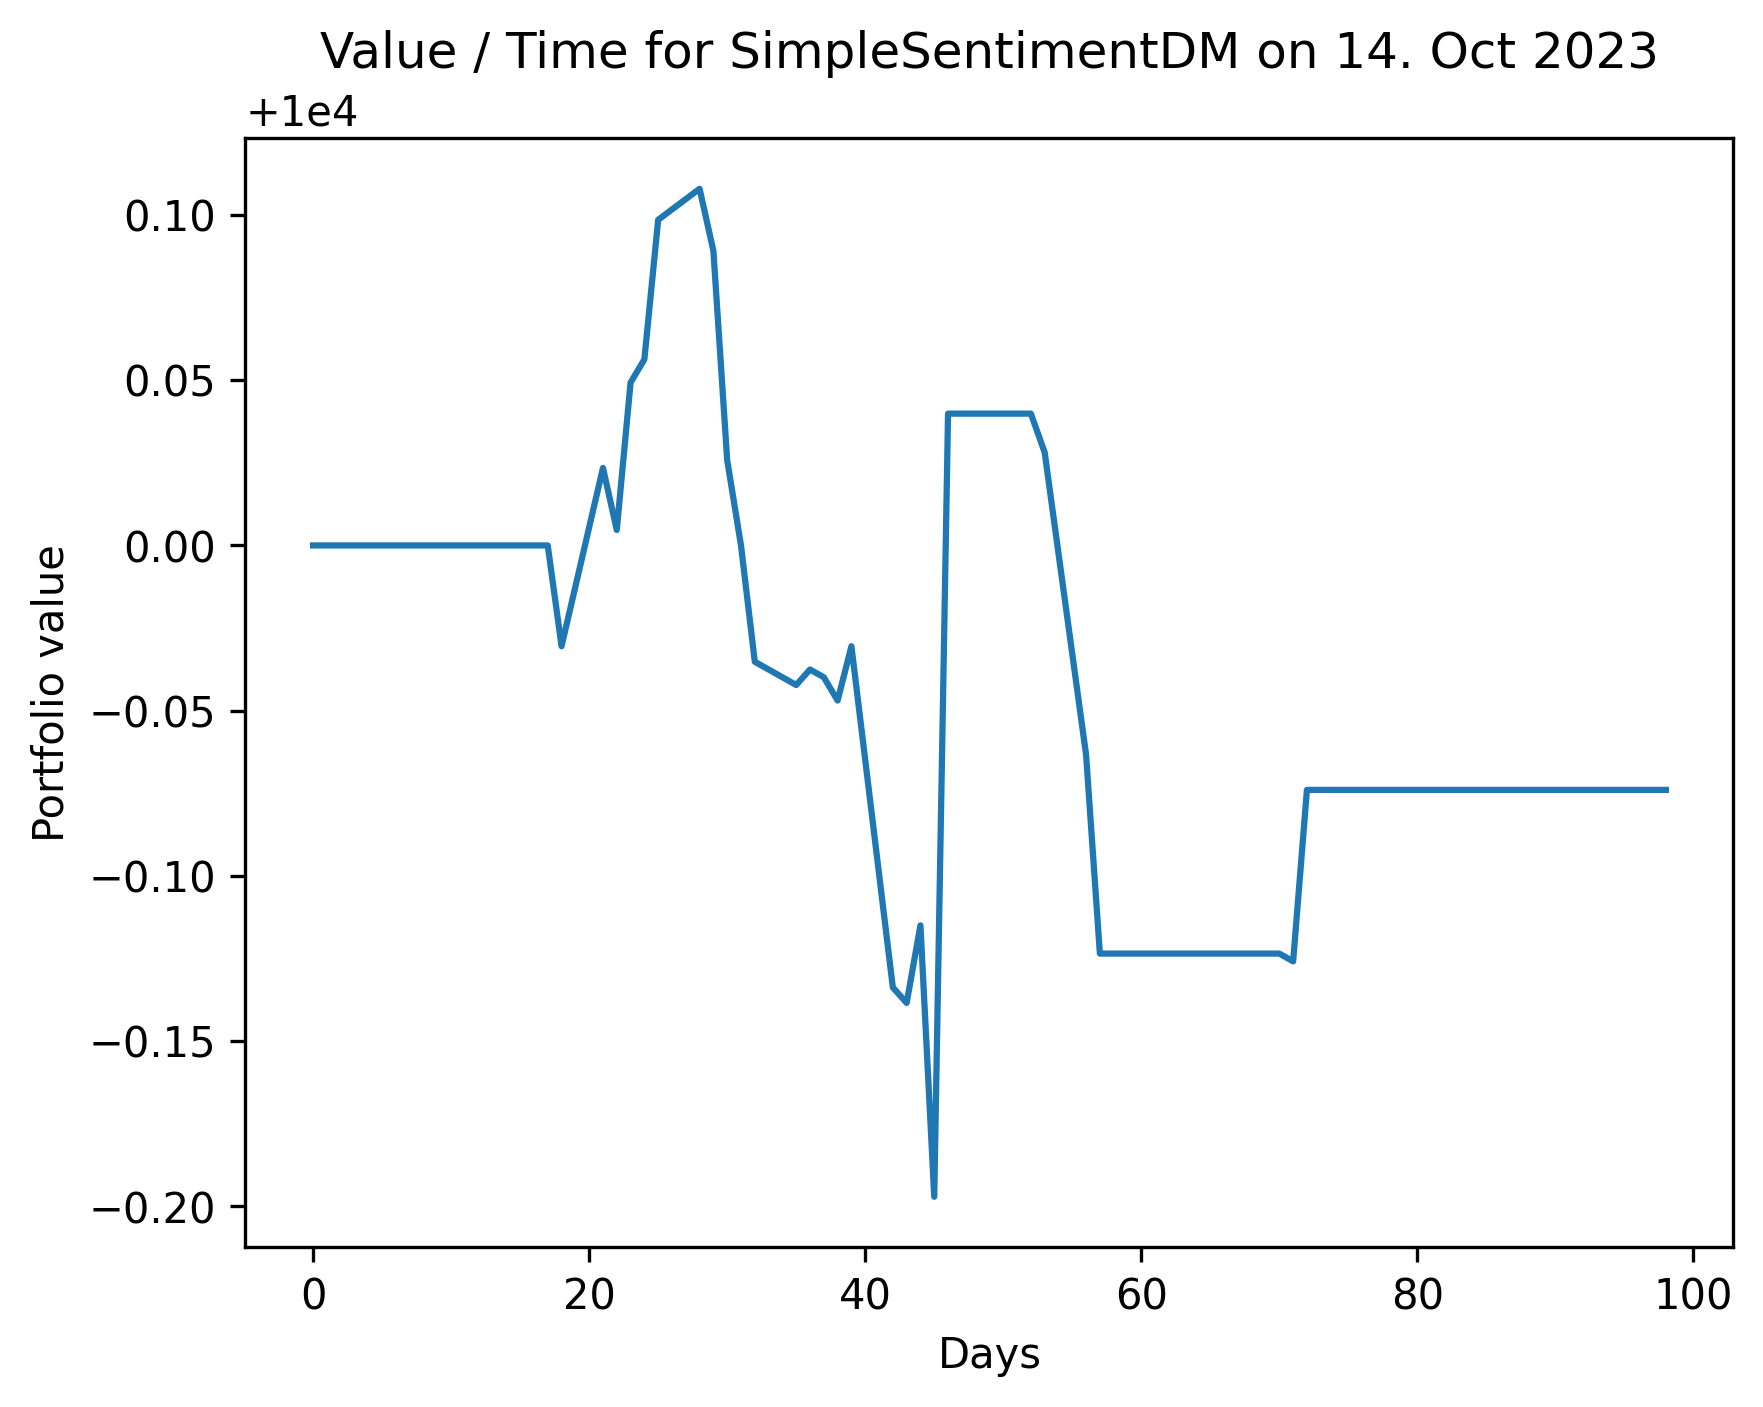 Value / Time for SimpleSentimentDM on 14. Oct 2023
+1e4
0.10
0.05
0.00
−0.05
−0.10
−0.15
−0.20
Portfolio value
0 20 40 60 80 100
Days